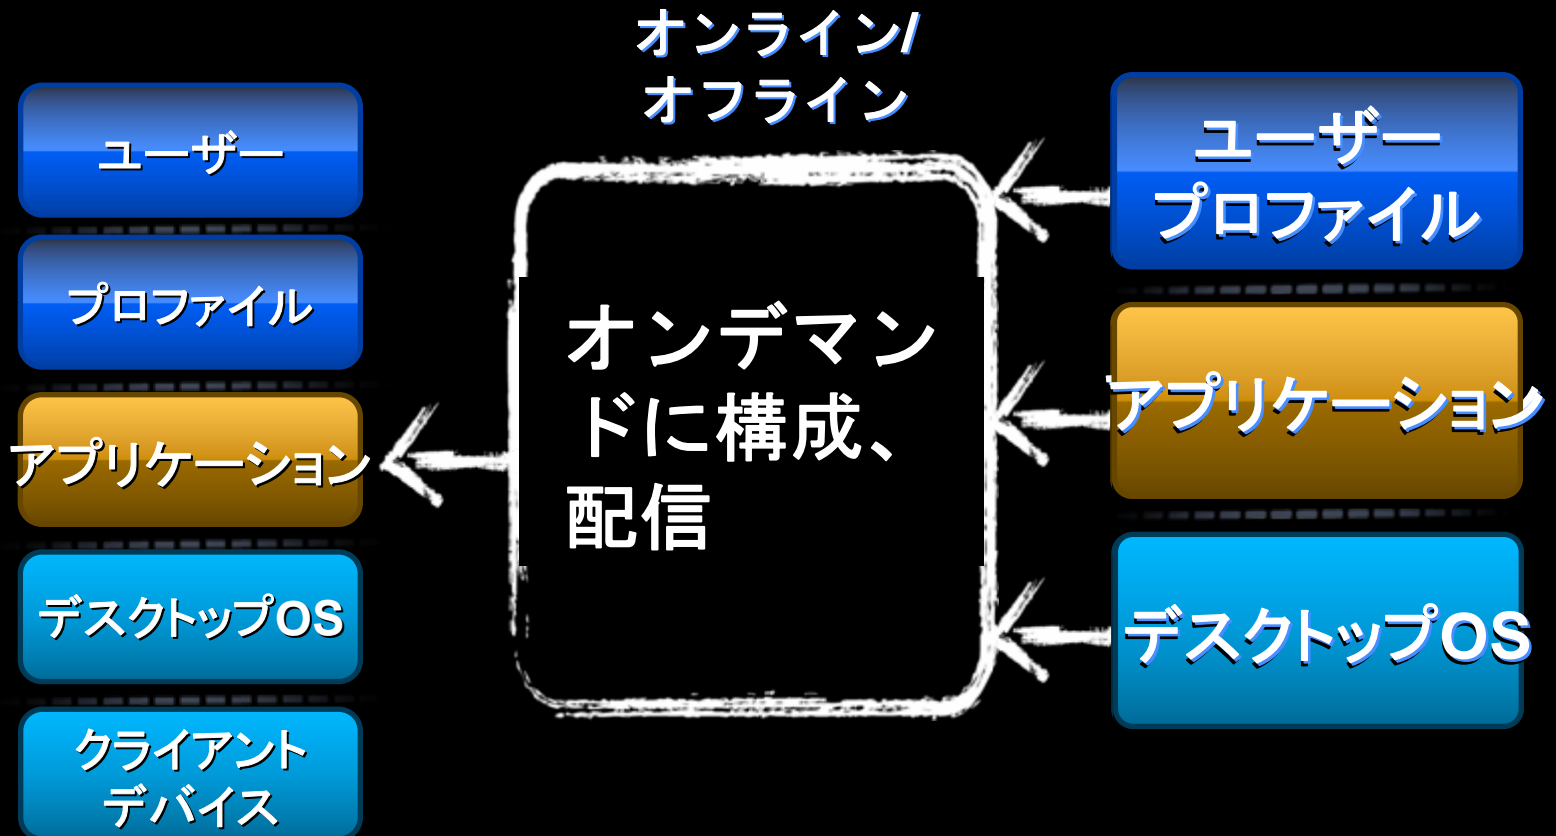 オンライン/
オフライン
ユーザー
プロファイル
アプリケーション
デスクトップOS
クライアント
デバイス
オンデマン
ドに構成、
配信
ユーザー
プロファイル
アプリケーション
デスクトップOS